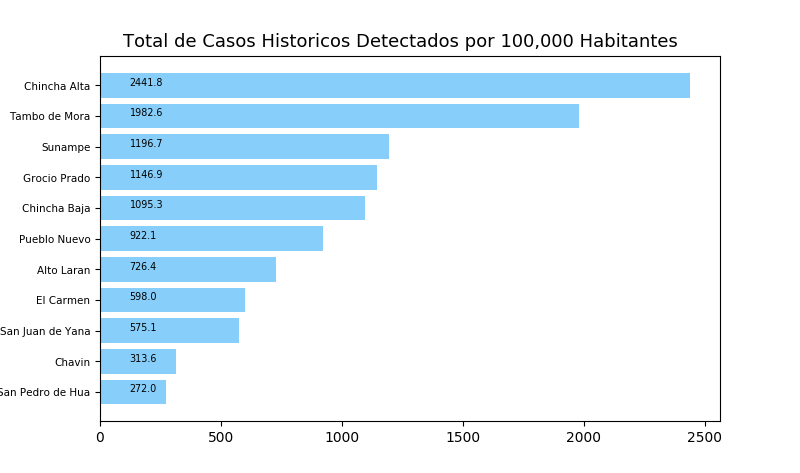 Total de Casos Historicos Detectados por 100,000 Habitantes
Chincha Alta 2441.8
Tambo de Mora 1982.6
Sunampe 1196.7
Grocio Prado 1146.9
Chincha Baja 1095.3
Pueblo Nuevo 922.1
Alto Laran 726.4
El Carmen 598.0
San Juan de Yana 575.1
Chavin 313.6
San Pedro de Hua 272.0
0 500 1000 1500 2000 2500